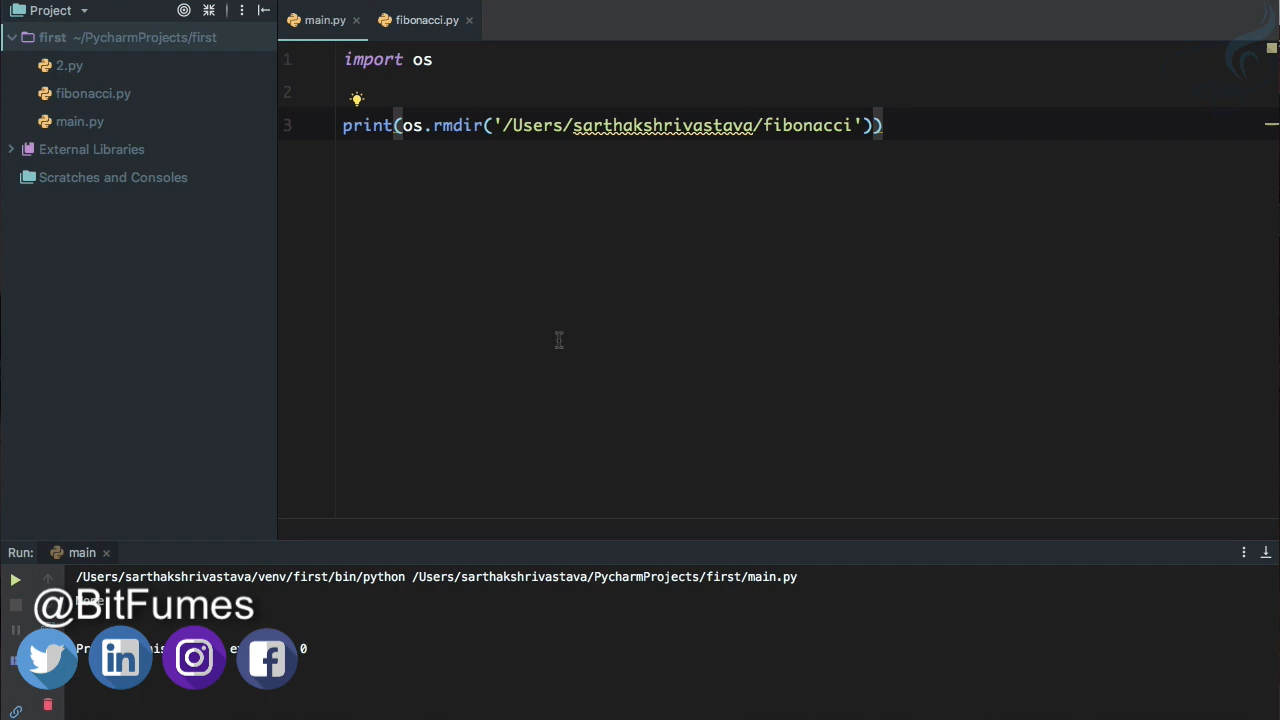 Project
main.py
fibonacci.py
first ~/PycharmProjects/first
2.py
fibonacci.py
main.py
External Libraries
Scratches and Consoles
1 import os
2
3 print(os.rmdir('/Users/sarthakshrivastava/fibonacci'))
Run: main
/Users/sarthakshrivastava/venv/first/bin/python /Users/sarthakshrivastava/PycharmProjects/first/main.py
@BitFumes
0